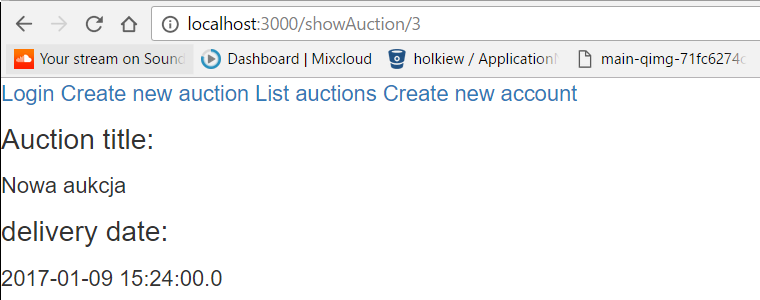 localhost:3000/showAuction/3
Your stream on Sound Dashboard | Mixcloud holkiew / Application main-qimg-71fc6274c
Login Create new auction List auctions Create new account
Auction title:
Nowa aukcja
delivery date:
2017-01-09 15:24:00.0